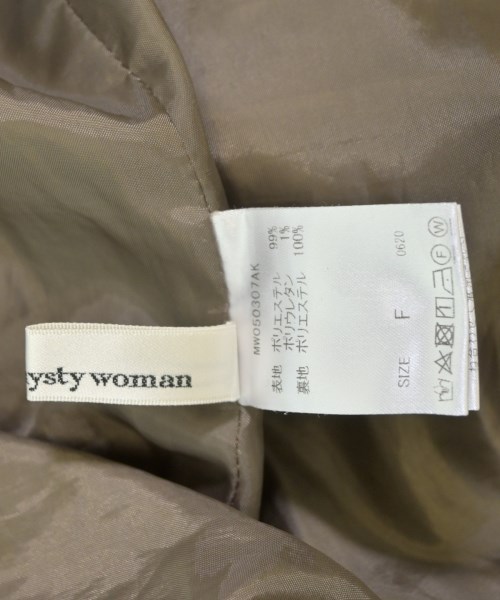 ysty woman
MW050307AK
表地 ポリエステル 99%
ポリウレタン 1%
裏地 ポリエステル 100%
SIZE F 0620